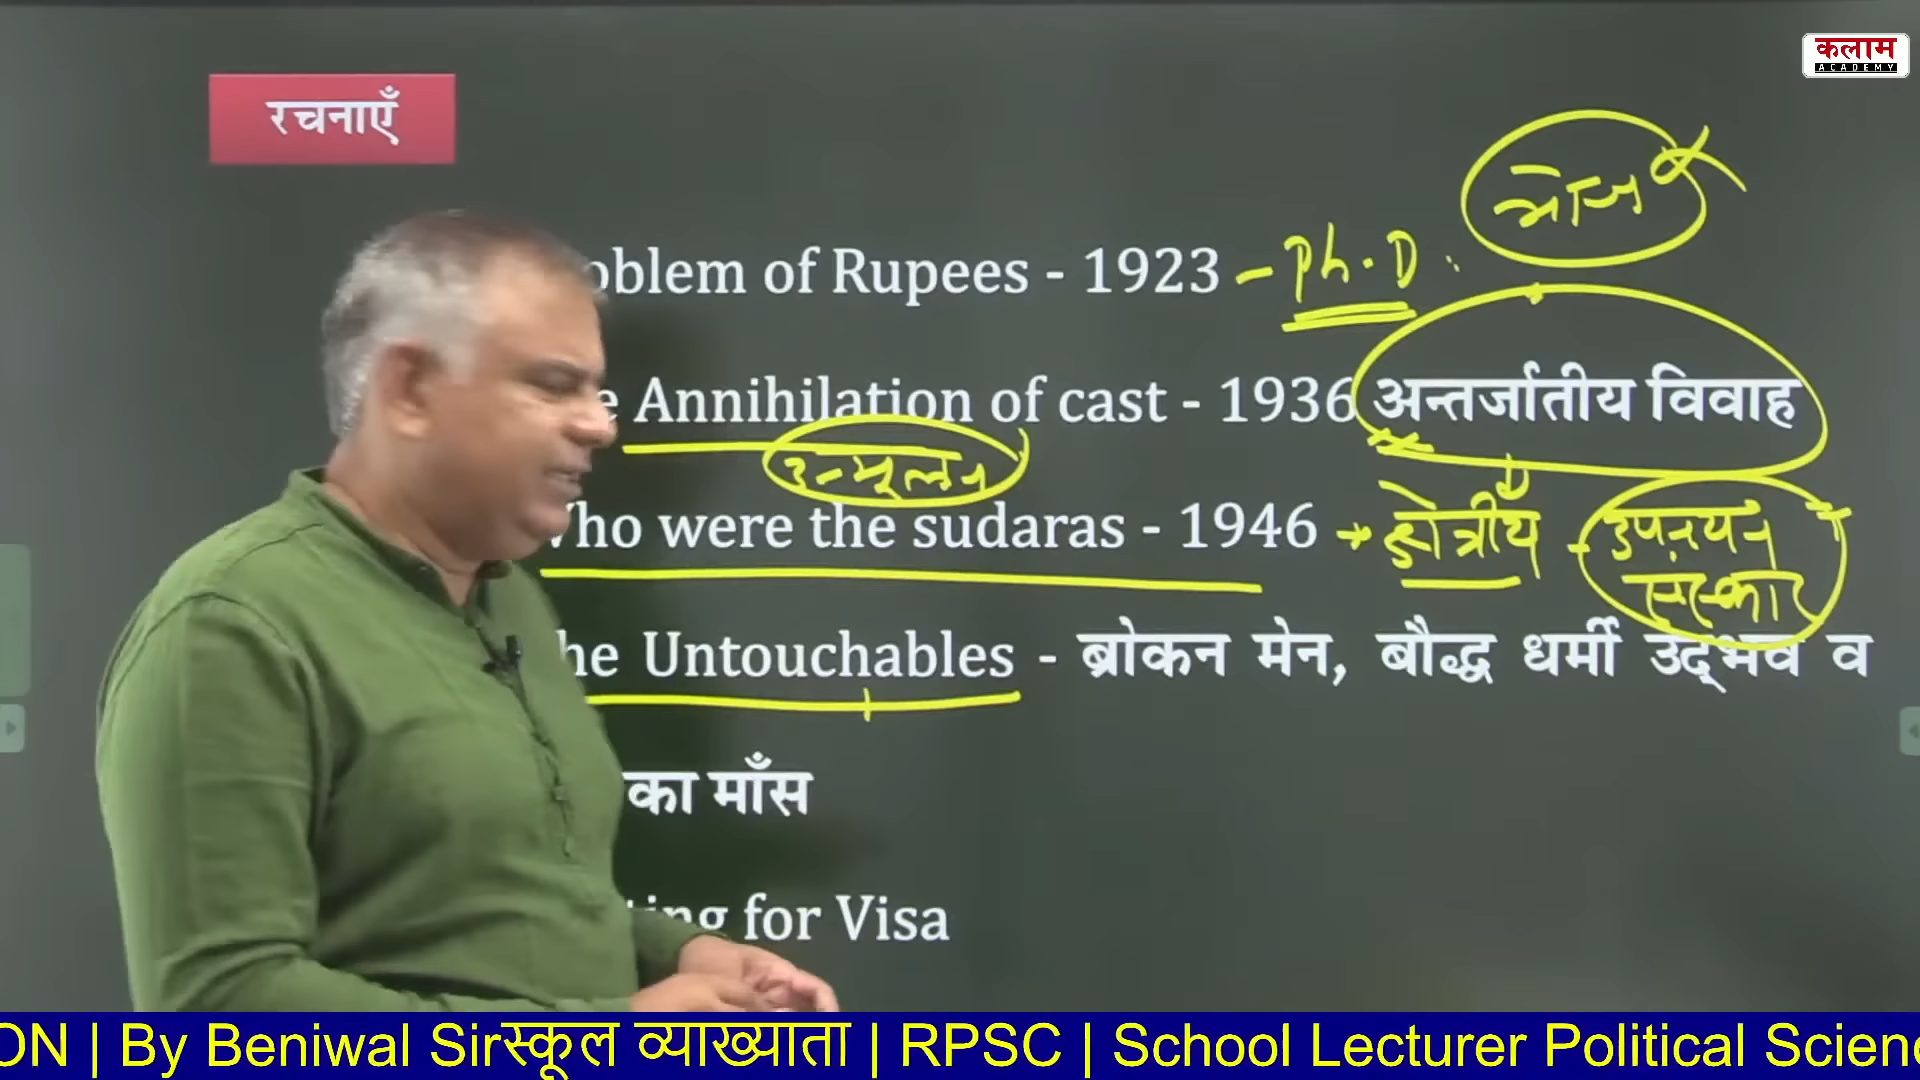 कलाम
ACADEMY
रचनाएँ
भोज
oblem of Rupees - 1923 - Ph.D.
e Annihilation of cast - 1936 अन्तर्जातीय विवाह
उन्मूलन
ho were the sudaras - 1946 → क्षेत्रीय - उपनयन
संस्कार
he Untouchables - ब्रोकन मेन, बौद्ध धर्मी उद्भव व
का माँस
ting for Visa
ON | By Beniwal Sirस्कूल व्याख्याता | RPSC | School Lecturer Political Scien